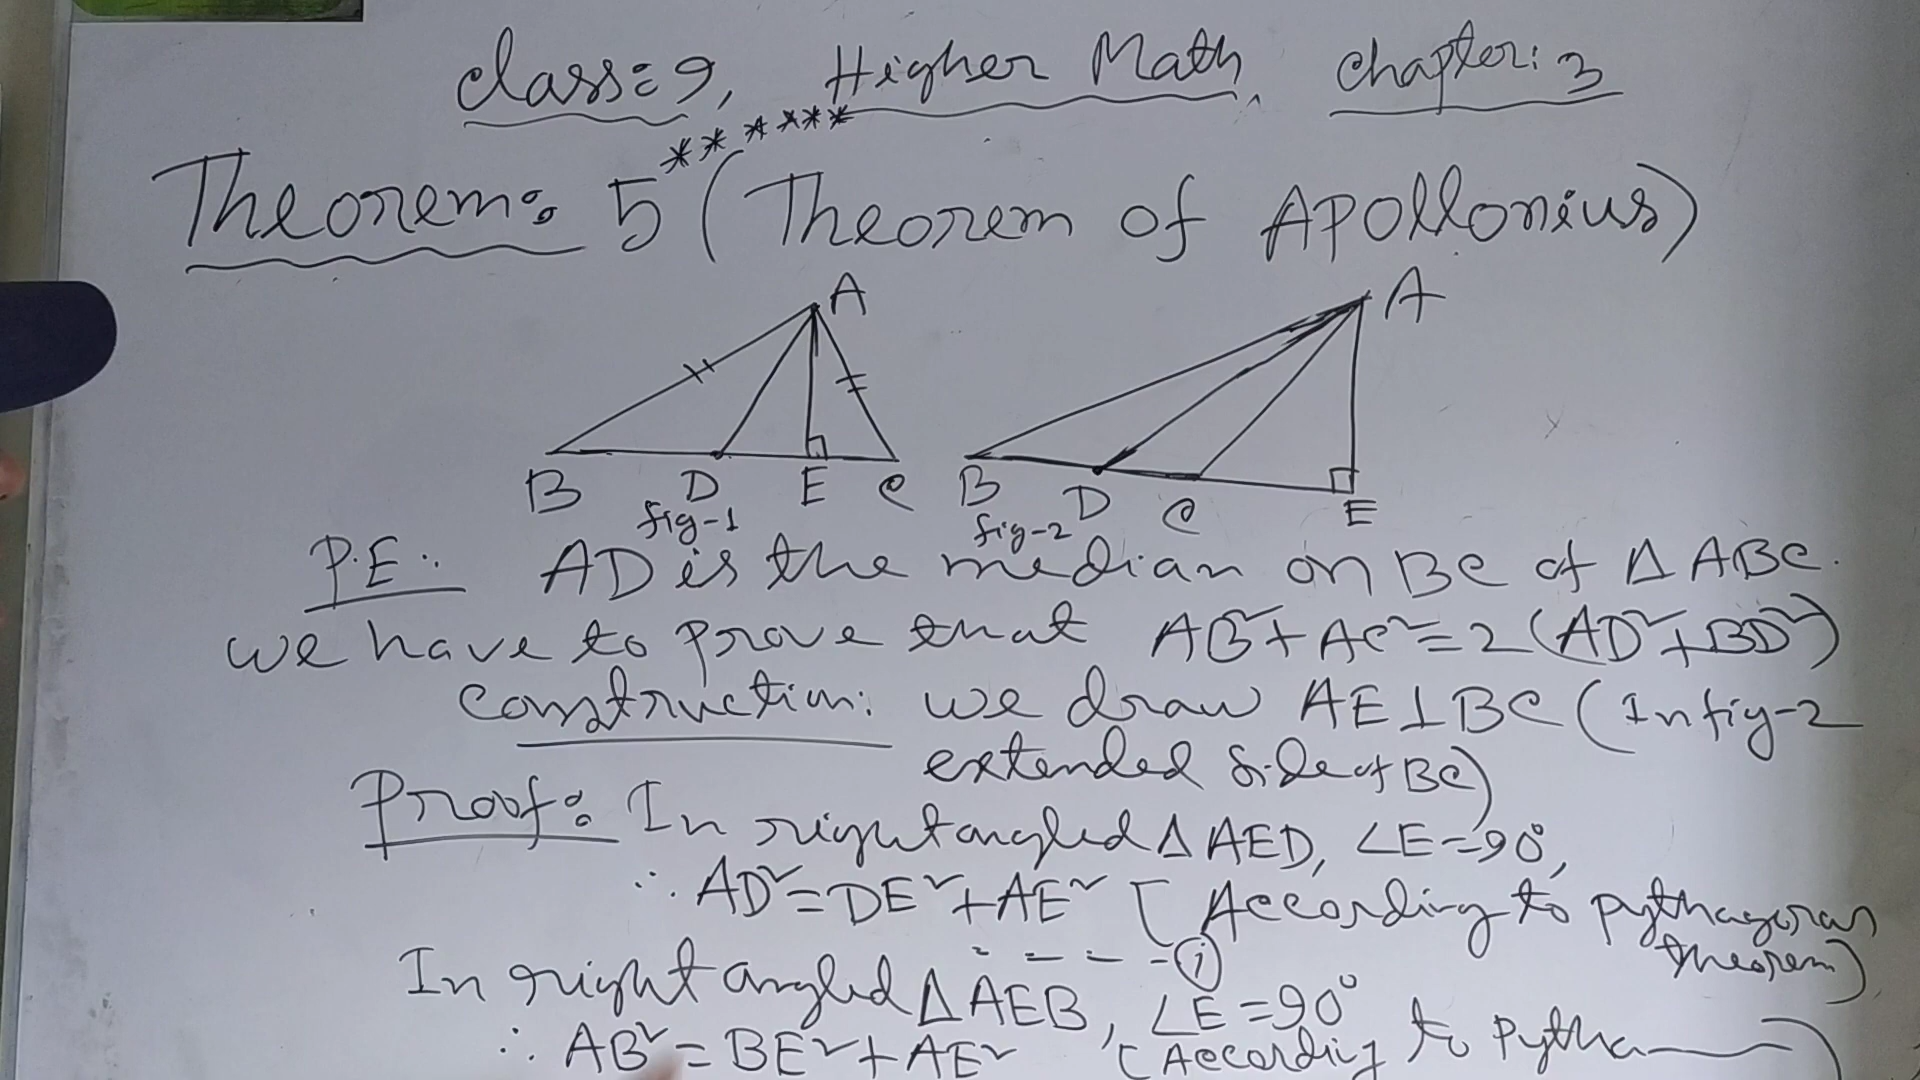 class: 9, Higher Math, chapter: 3
****** 
Theorem: 5 (Theorem of Apollonius)
A A
B D E C B D C E
fig-1 fig-2
P.E: AD is the median on BC of Δ ABC.
we have to prove that AB²+AC²=2(AD²+BD²)
construction: we draw AE⊥BC (In fig-2
extended side of BC)
Proof: In right angled Δ AED, ∠E=90°,
∴ AD²=DE²+AE² [According to pythagoras
theorem)
- - - - (i)
In right angled Δ AEB, ∠E=90°
∴ AB²=BE²+AE² [According to Pytha—)